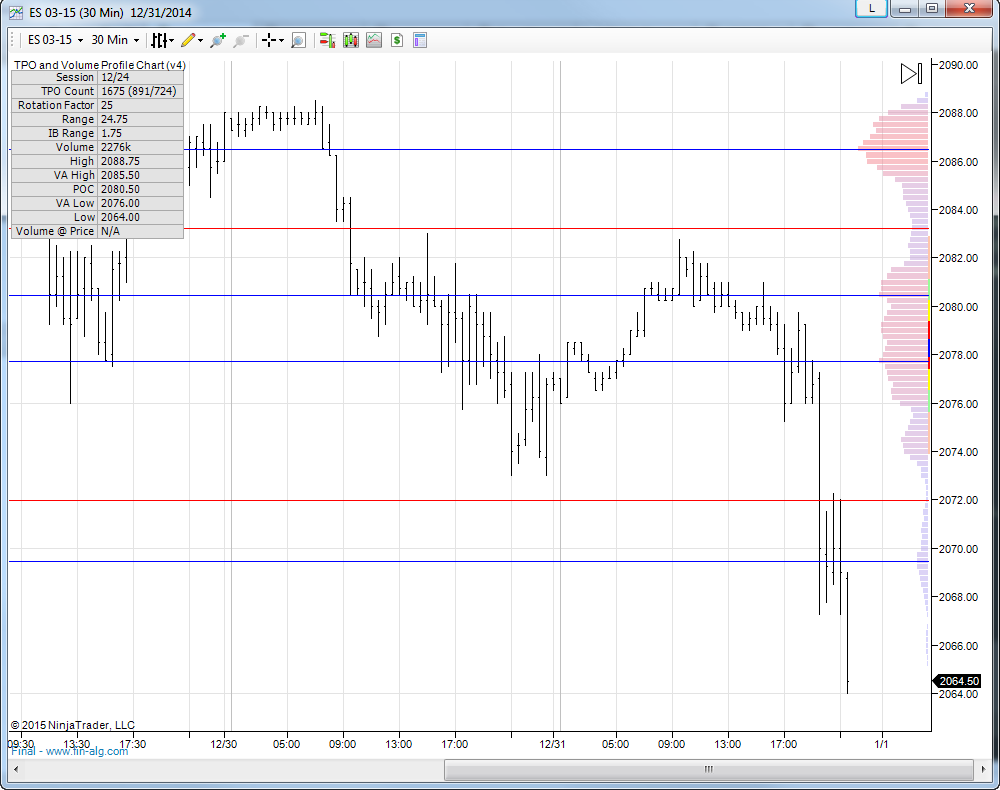 ES 03-15 (30 Min) 12/31/2014
L
ES 03-15 30 Min
TPO and Volume Profile Chart (v4)
Session 12/24
TPO Count 1675 (891/724)
Rotation Factor 25
Range 24.75
IB Range 1.75
Volume 2276k
High 2088.75
VA High 2085.50
POC 2080.50
VA Low 2076.00
Low 2064.00
Volume @ Price N/A
2090.00
2088.00
2086.00
2084.00
2082.00
2080.00
2078.00
2076.00
2074.00
2072.00
2070.00
2068.00
2066.00
2064.50
2064.00
© 2015 NinjaTrader, LLC
09:30 13:30 17:30 12/30 05:00 09:00 13:00 17:00 12/31 05:00 09:00 13:00 17:00 1/1
Final - www.fin-alg.com